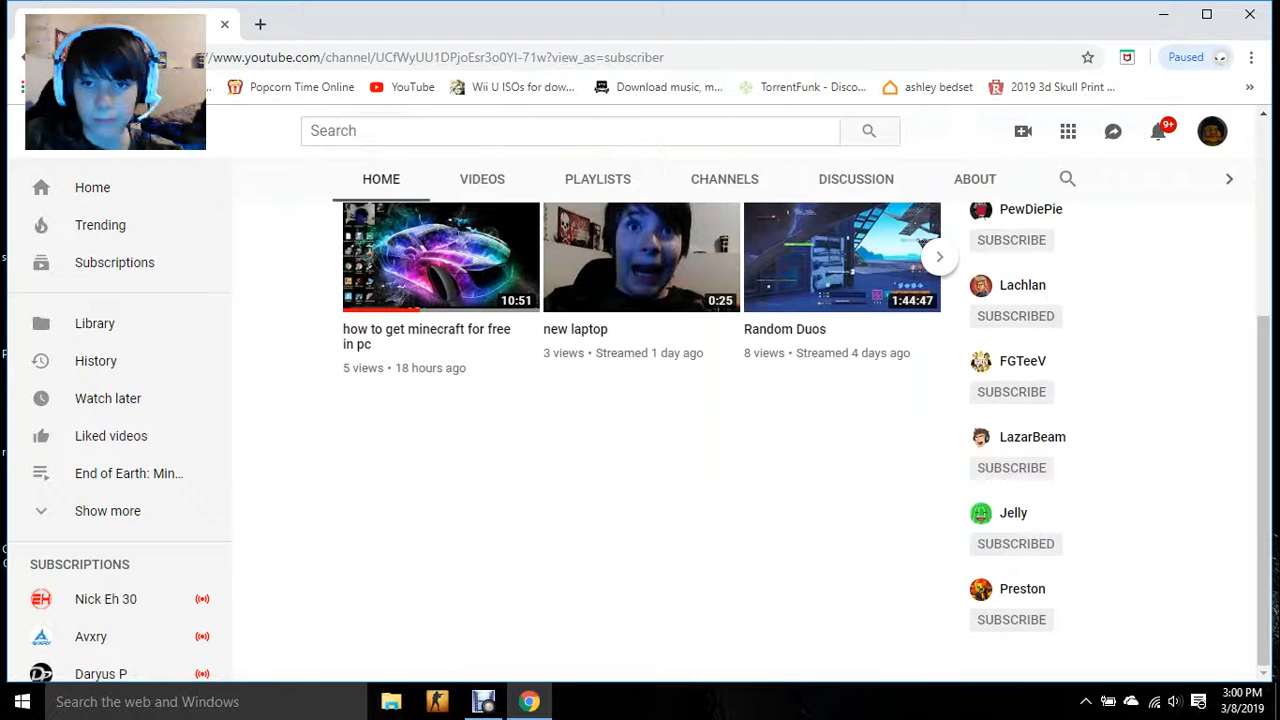 //www.youtube.com/channel/UCfWyUU1DPjoEsr3o0YI-71w?view_as=subscriber
Paused
Popcorn Time Online
YouTube
Wii U ISOs for dow...
Download music, m...
TorrentFunk - Disco...
ashley bedset
2019 3d Skull Print ...
»
Search
9+
HOME
VIDEOS
PLAYLISTS
CHANNELS
DISCUSSION
ABOUT
Home
Trending
Subscriptions
Library
History
Watch later
Liked videos
End of Earth: Min...
Show more
SUBSCRIPTIONS
Nick Eh 30
Avxry
Daryus P
10:51
how to get minecraft for free
in pc
5 views • 18 hours ago
0:25
new laptop
3 views • Streamed 1 day ago
1:44:47
Random Duos
8 views • Streamed 4 days ago
PewDiePie
SUBSCRIBE
Lachlan
SUBSCRIBED
FGTeeV
SUBSCRIBE
LazarBeam
SUBSCRIBE
Jelly
SUBSCRIBED
Preston
SUBSCRIBE
Search the web and Windows
3:00 PM
3/8/2019